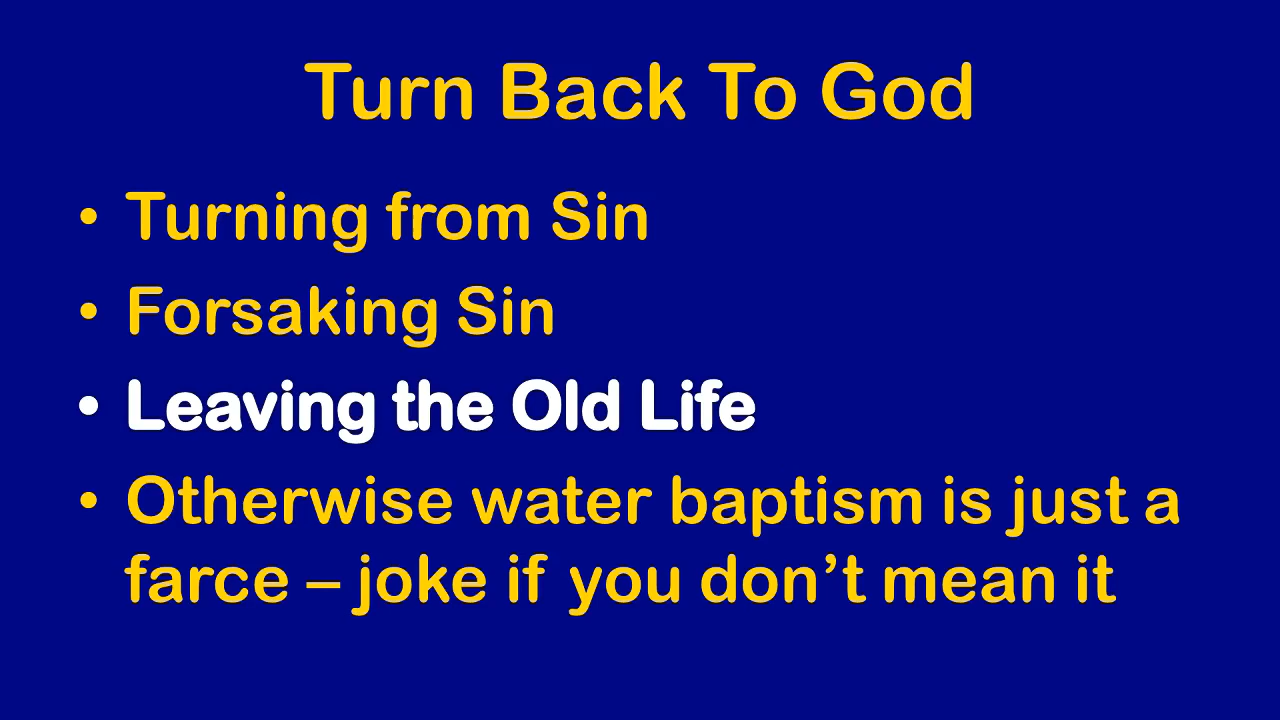 Turn Back To God
• Turning from Sin
• Forsaking Sin
• Leaving the Old Life
• Otherwise water baptism is just a
farce – joke if you don’t mean it